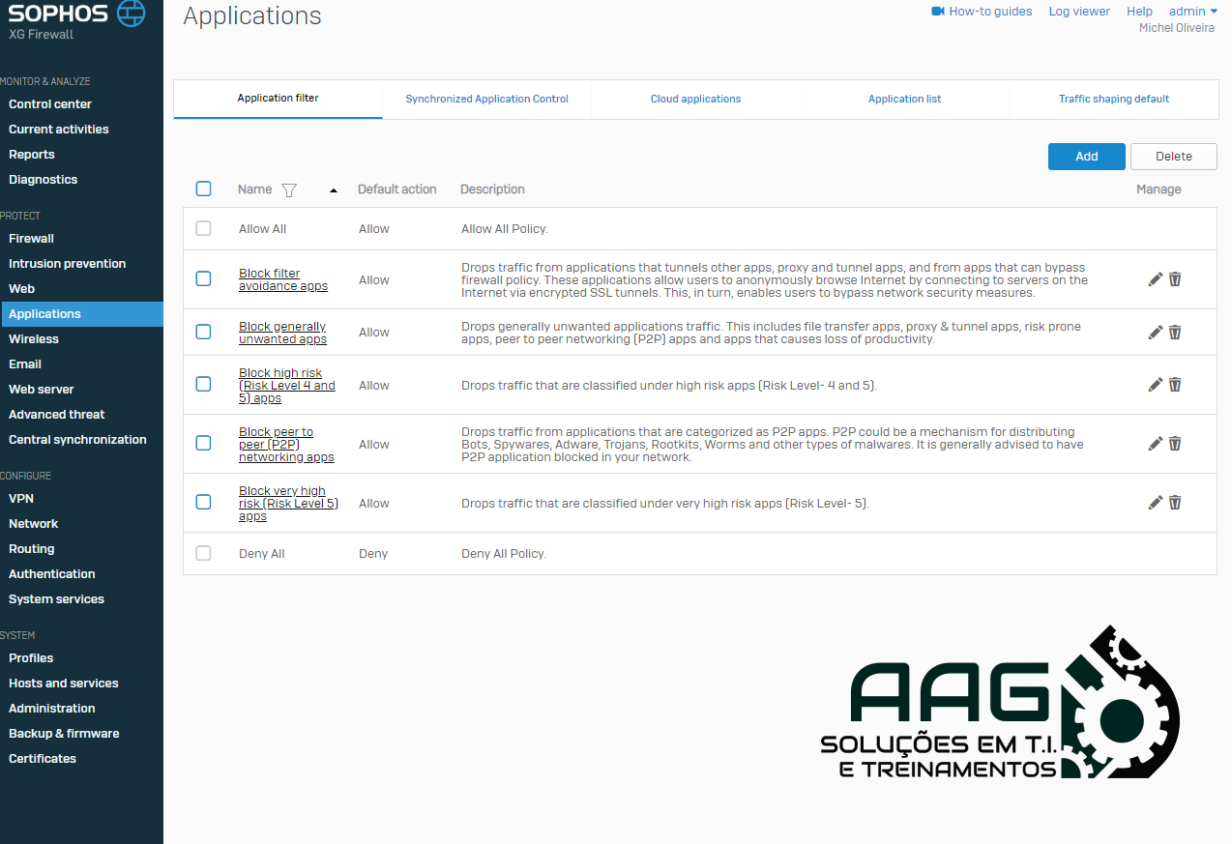 SOPHOS
XG Firewall
Applications
How-to guides Log viewer Help admin
Michel Oliveira
MONITOR & ANALYZE
Control center
Current activities
Reports
Diagnostics
PROTECT
Firewall
Intrusion prevention
Web
Applications
Wireless
Email
Web server
Advanced threat
Central synchronization
CONFIGURE
VPN
Network
Routing
Authentication
System services
SYSTEM
Profiles
Hosts and services
Administration
Backup & firmware
Certificates
Application filter Synchronized Application Control Cloud applications Application list Traffic shaping default
Add Delete
Name Default action Description Manage
Allow All Allow Allow All Policy.
Block filter
avoidance apps
Allow
Drops traffic from applications that tunnels other apps, proxy and tunnel apps, and from apps that can bypass
firewall policy. These applications allow users to anonymously browse Internet by connecting to servers on the
Internet via encrypted SSL tunnels. This, in turn, enables users to bypass network security measures.
Block generally
unwanted apps
Allow
Drops generally unwanted applications traffic. This includes file transfer apps, proxy & tunnel apps, risk prone
apps, peer to peer networking (P2P) apps and apps that causes loss of productivity.
Block high risk
(Risk Level 4 and
5) apps
Allow
Drops traffic that are classified under high risk apps (Risk Level- 4 and 5).
Block peer to
peer (P2P)
networking apps
Allow
Drops traffic from applications that are categorized as P2P apps. P2P could be a mechanism for distributing
Bots, Spywares, Adware, Trojans, Rootkits, Worms and other types of malwares. It is generally advised to have
P2P application blocked in your network.
Block very high
risk (Risk Level 5)
apps
Allow
Drops traffic that are classified under very high risk apps (Risk Level- 5).
Deny All Deny Deny All Policy.
AAG
SOLUÇÕES EM T.I.
E TREINAMENTOS